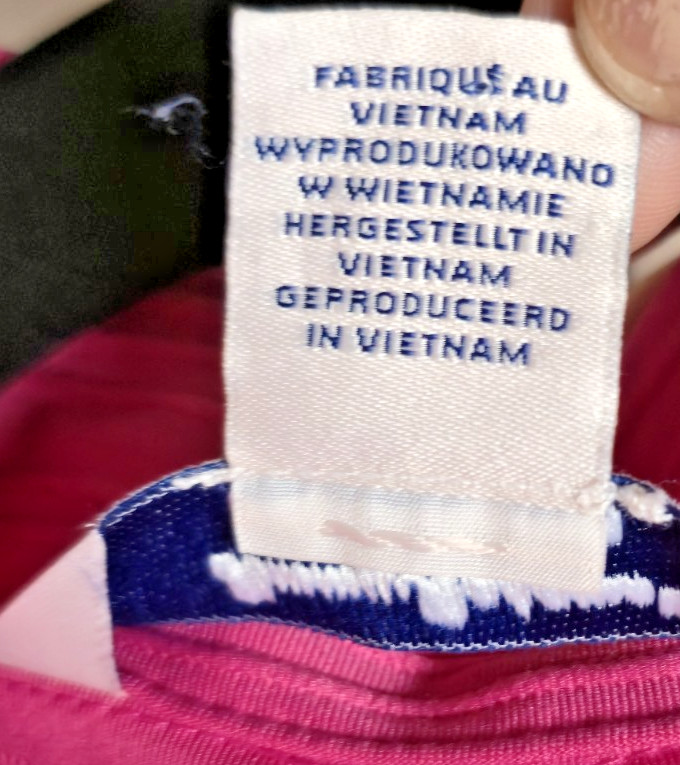 FABRIQUÉ AU
VIETNAM
WYPRODUKOWANO
W WIETNAMIE
HERGESTELLT IN
VIETNAM
GEPRODUCEERD
IN VIETNAM